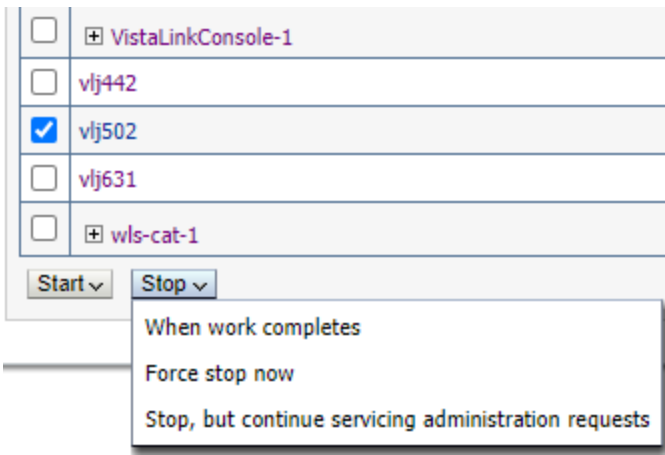 VistaLinkConsole-1
vlj442
vlj502
vlj631
wls-cat-1
Start Stop
When work completes
Force stop now
Stop, but continue servicing administration requests